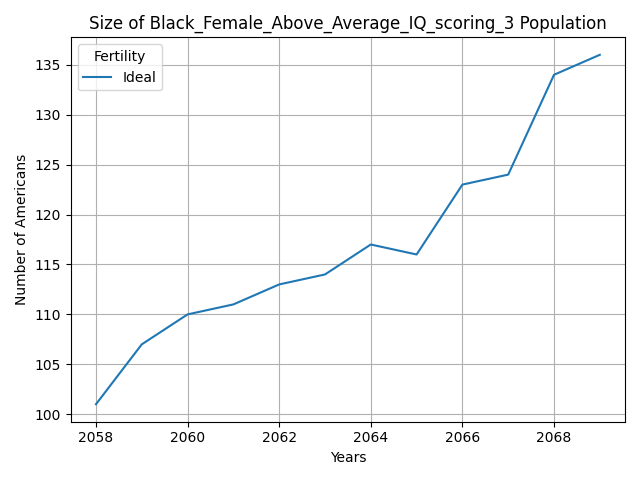 Size of Black_Female_Above_Average_IQ_scoring_3 Population
Fertility
Ideal
Number of Americans
135
130
125
120
115
110
105
100
2058 2060 2062 2064 2066 2068
Years